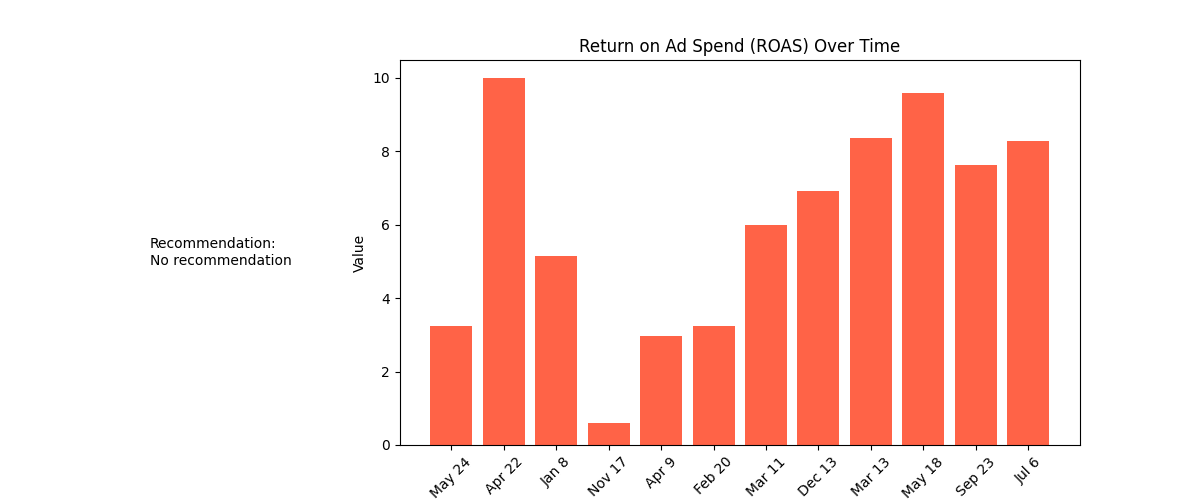 Return on Ad Spend (ROAS) Over Time
Recommendation:
No recommendation
Value
10
8
6
4
2
0
May 24
Apr 22
Jan 8
Nov 17
Apr 9
Feb 20
Mar 11
Dec 13
Mar 13
May 18
Sep 23
Jul 6